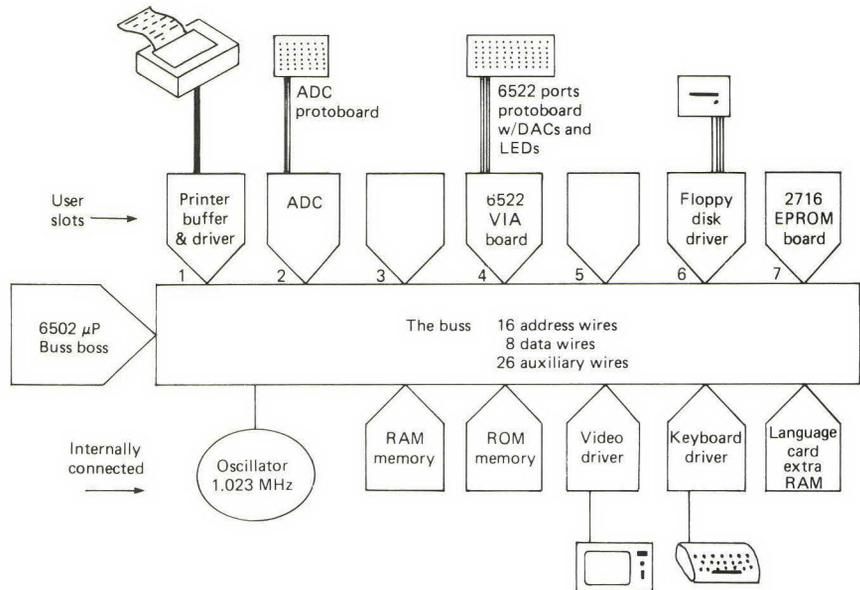 ADC
protoboard
6522 ports
protoboard
w/DACs and
LEDs
User
slots
Printer
buffer
& driver
ADC
6522
VIA
board
Floppy
disk
driver
2716
EPROM
board
1
2
3
4
5
6
7
6502 µP
Buss boss
The buss 16 address wires
8 data wires
26 auxiliary wires
Internally
connected
Oscillator
1.023 MHz
RAM
memory
ROM
memory
Video
driver
Keyboard
driver
Language
card
extra
RAM